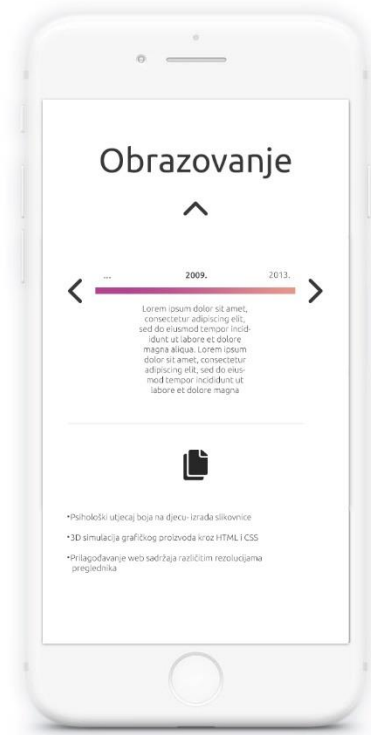 Obrazovanje
... 2009. 2013.
Lorem ipsum dolor sit amet,
consectetur adipiscing elit,
sed do eiusmod tempor incid-
idunt ut labore et dolore
magna aliqua. Lorem ipsum
dolor sit amet, consectetur
adipiscing elit, sed do eius-
mod tempor incididunt ut
labore et dolore magna
•Psihološki utjecaj boja na djecu- izrada slikovnice
•3D simulacija grafičkog proizvoda kroz HTML i CSS
•Prilagođavanje web sadržaja različitim rezolucijama
preglednika